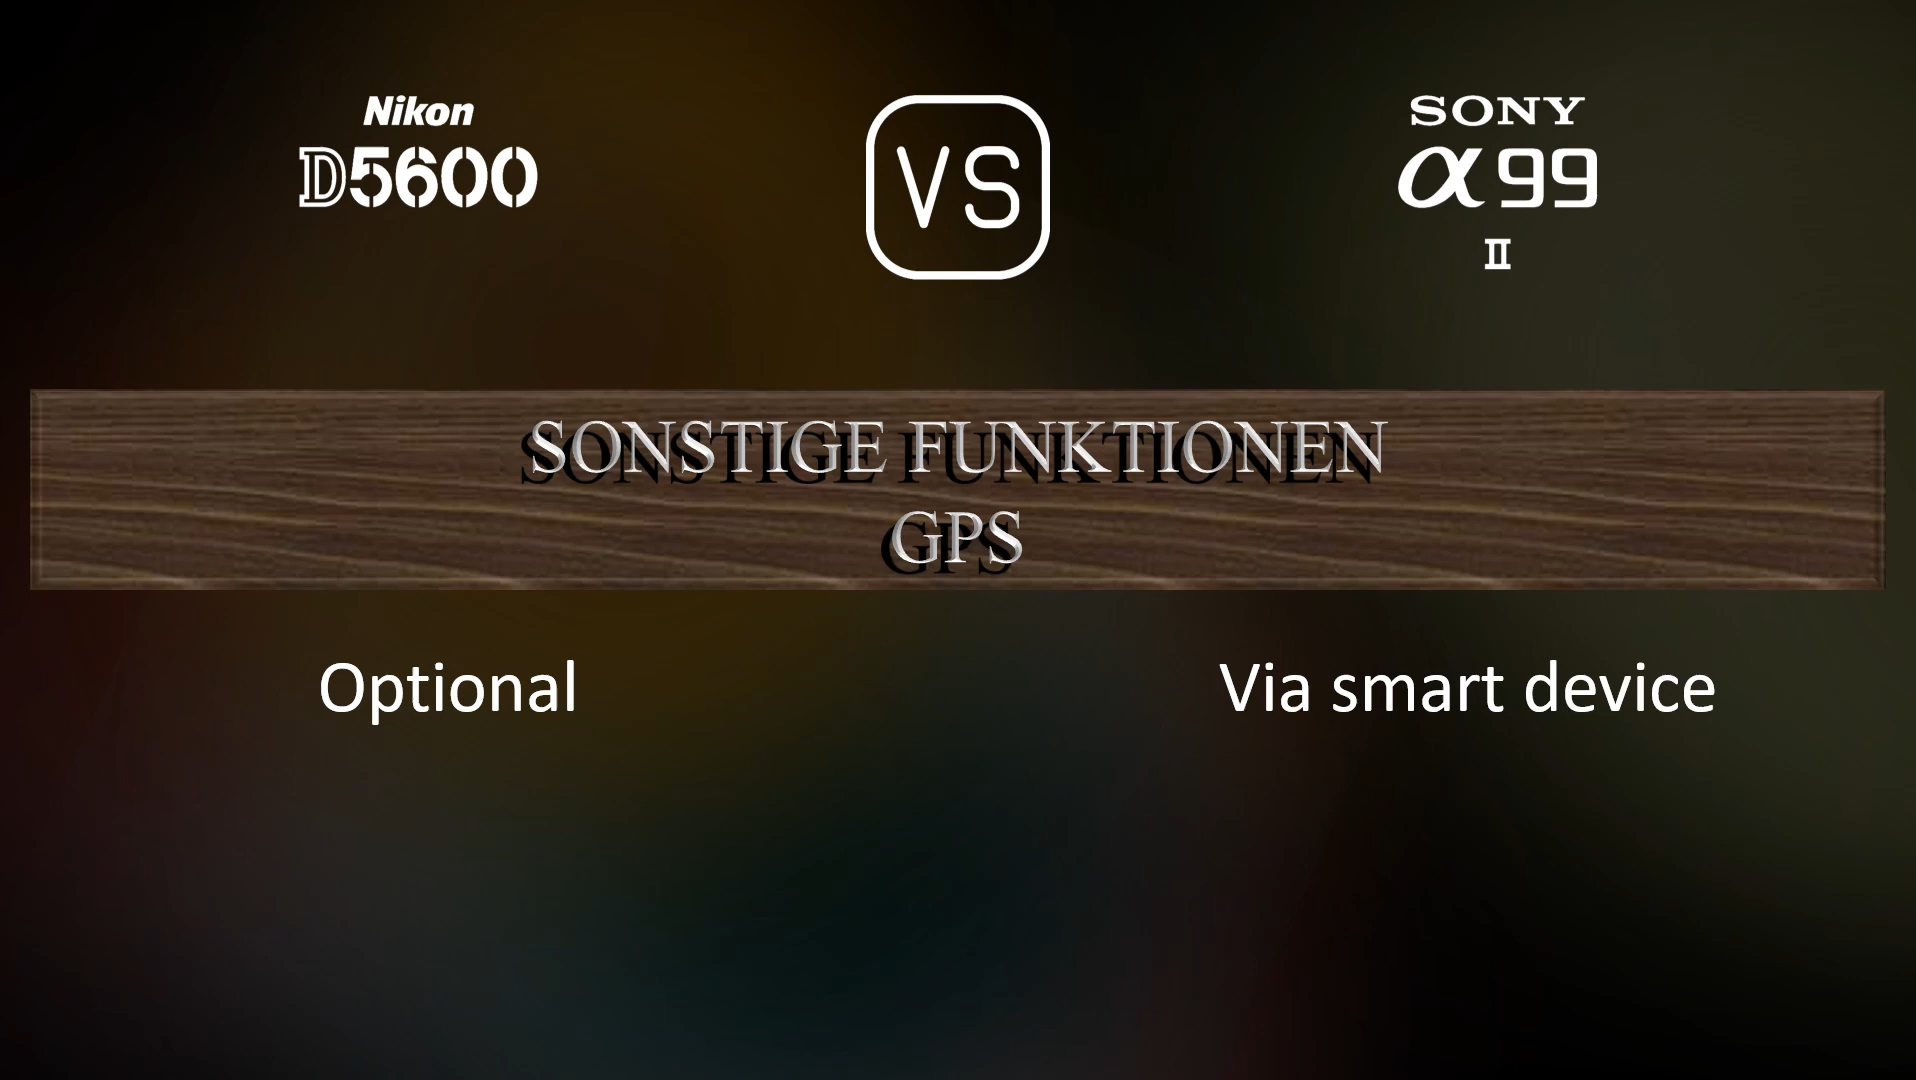 Nikon
D5600
VS
SONY
α99
II
SONSTIGE FUNKTIONEN
GPS
Optional
Via smart device